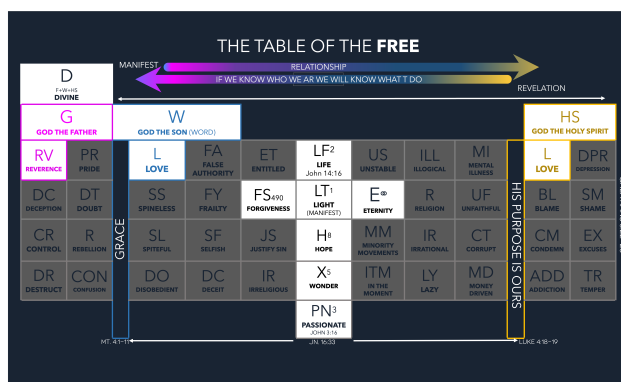 THE TABLE OF THE FREE
MANIFEST
RELATIONSHIP
IF WE KNOW WHO WE AR WE WILL KNOW WHAT T DO
REVELATION
D
F+W+HS
DIVINE
G
GOD THE FATHER
W
GOD THE SON (WORD)
HS
GOD THE HOLY SPIRIT
RV PR L FA ET LF2 US ILL MI L DPR
REVERENCE PRIDE LOVE FALSE AUTHORITY ENTITLED LIFE UNSTABLE ILLOGICAL MENTAL ILLNESS LOVE DEPRESSION
John 14:16
DC DT SS FY FS490 LT1 E∞ R UF BL SM
DECEPTION DOUBT SPINELESS FRAILTY FORGIVENESS LIGHT ETERNITY RELIGION UNFAITHFUL BLAME SHAME
(MANIFEST)
GRACE
HIS PURPOSE IS OURS
CR R SL SF JS H8 MM IR CT CM EX
CONTROL REBELLION SPITEFUL SELFISH JUSTIFY SIN HOPE MINORITY MOVEMENTS IRRATIONAL CORRUPT CONDEMN EXCUSES
DR CON DO DC IR X5 ITM LY MD ADD TR
DESTRUCT CONFUSION DISOBEDIENT DECEIT IRRELIGIOUS WONDER IN THE MOMENT LAZY MONEY DRIVEN ADDICTION TEMPER
PN3
PASSIONATE
JOHN 3:16
MT. 4:1-11 JN. 16:33 LUKE 4:18-19